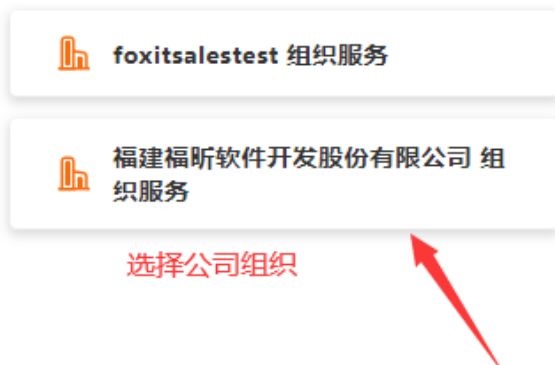 foxitsalestest 组织服务
福建福昕软件开发股份有限公司 组
织服务
选择公司组织